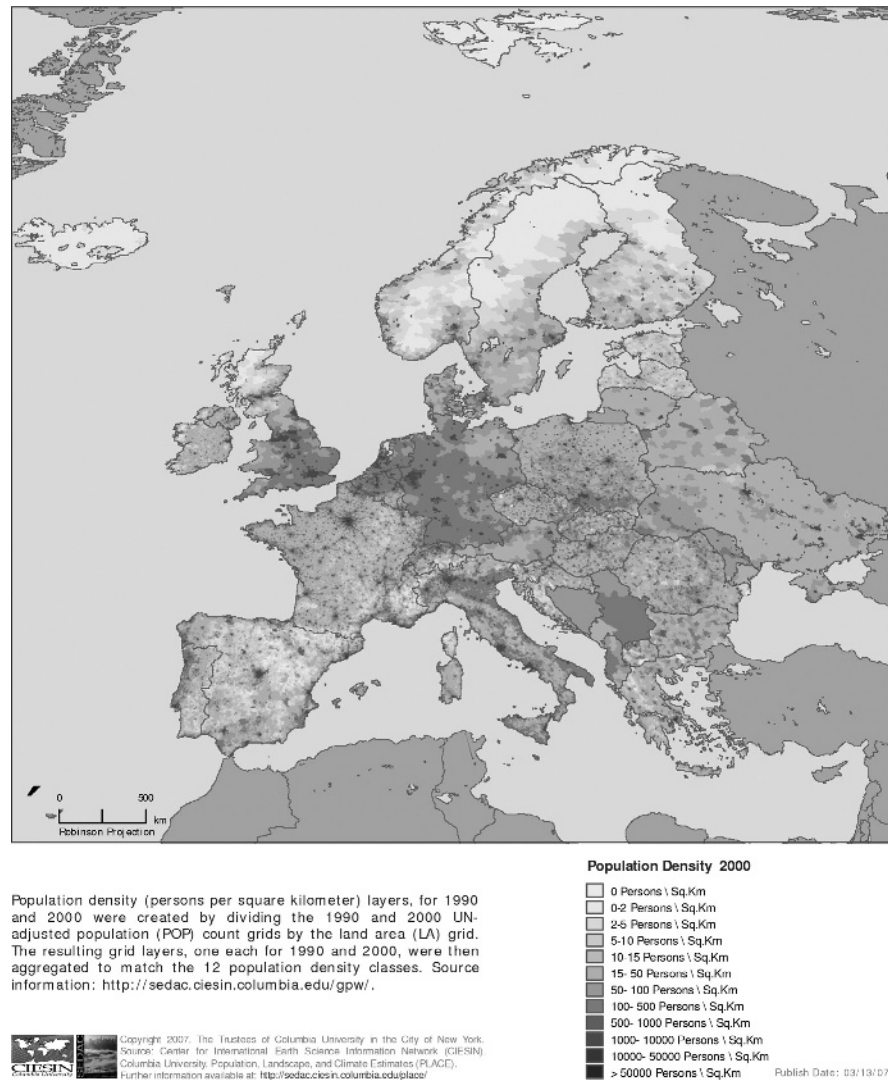 0 500
km
Robinson Projection
Population Density 2000
0 Persons \ Sq.Km
0-2 Persons \ Sq.Km
2-5 Persons \ Sq.Km
5-10 Persons \ Sq.Km
10-15 Persons \ Sq.Km
15- 50 Persons \ Sq.Km
50- 100 Persons \ Sq.Km
100- 500 Persons \ Sq.Km
500- 1000 Persons \ Sq.Km
1000- 10000 Persons \ Sq.Km
10000- 50000 Persons \ Sq.Km
> 50000 Persons \ Sq.Km
Population density (persons per square kilometer) layers, for 1990
and 2000 were created by dividing the 1990 and 2000 UN-
adjusted population (POP) count grids by the land area (LA) grid.
The resulting grid layers, one each for 1990 and 2000, were then
aggregated to match the 12 population density classes. Source
information: http://sedac.ciesin.columbia.edu/gpw/.
CIESIN
Columbia University
SEDAC
Copyright 2007. The Trustees of Columbia University in the City of New York.
Source: Center for International Earth Science Information Network (CIESIN)
Columbia University. Population, Landscape, and Climate Estimates (PLACE).
Further information available at: http://sedac.ciesin.columbia.edu/place/
Publish Date: 03/13/07